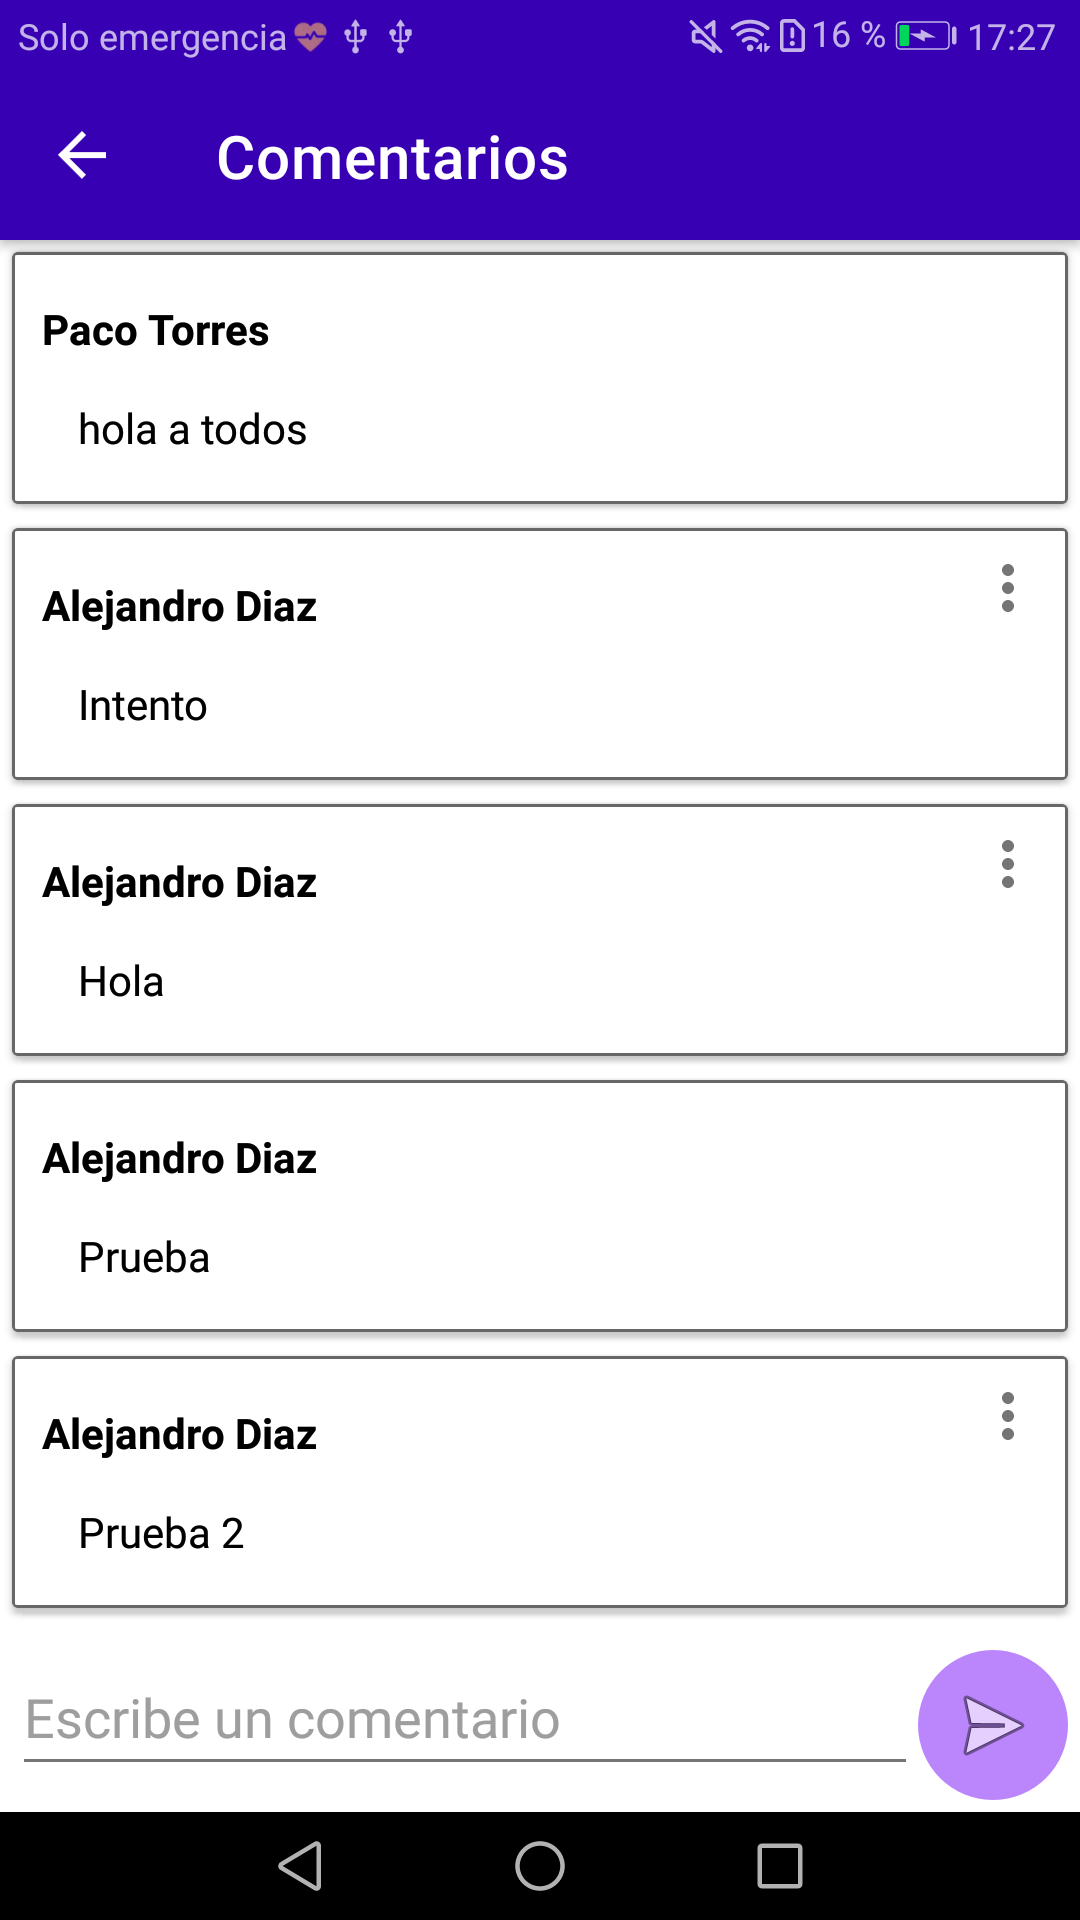 Solo emergencia 16 % 17:27
Comentarios
Paco Torres
hola a todos
Alejandro Diaz
Intento
Alejandro Diaz
Hola
Alejandro Diaz
Prueba
Alejandro Diaz
Prueba 2
Escribe un comentario